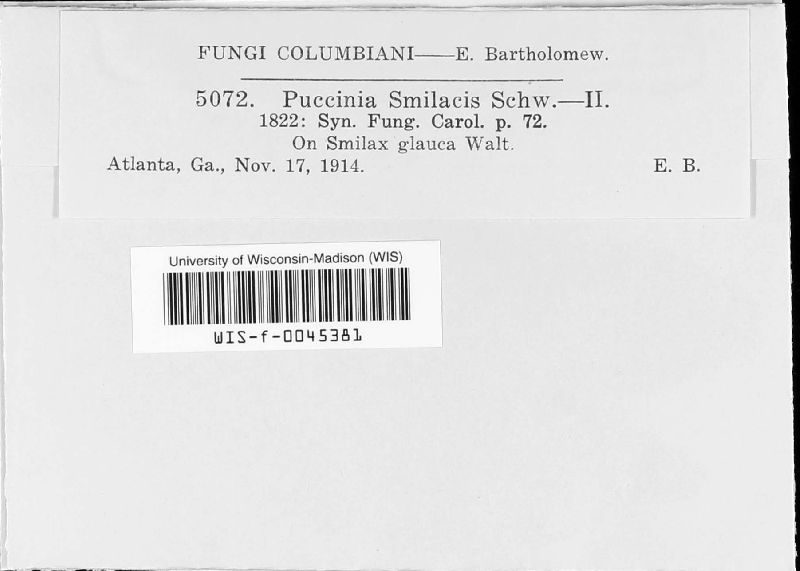 FUNGI COLUMBIANI——E. Bartholomew.
5072. Puccinia Smilacis Schw.—II.
1822: Syn. Fung. Carol. p. 72.
On Smilax glauca Walt.
Atlanta, Ga., Nov. 17, 1914. E. B.
University of Wisconsin-Madison (WIS)
WIS-f-0045381